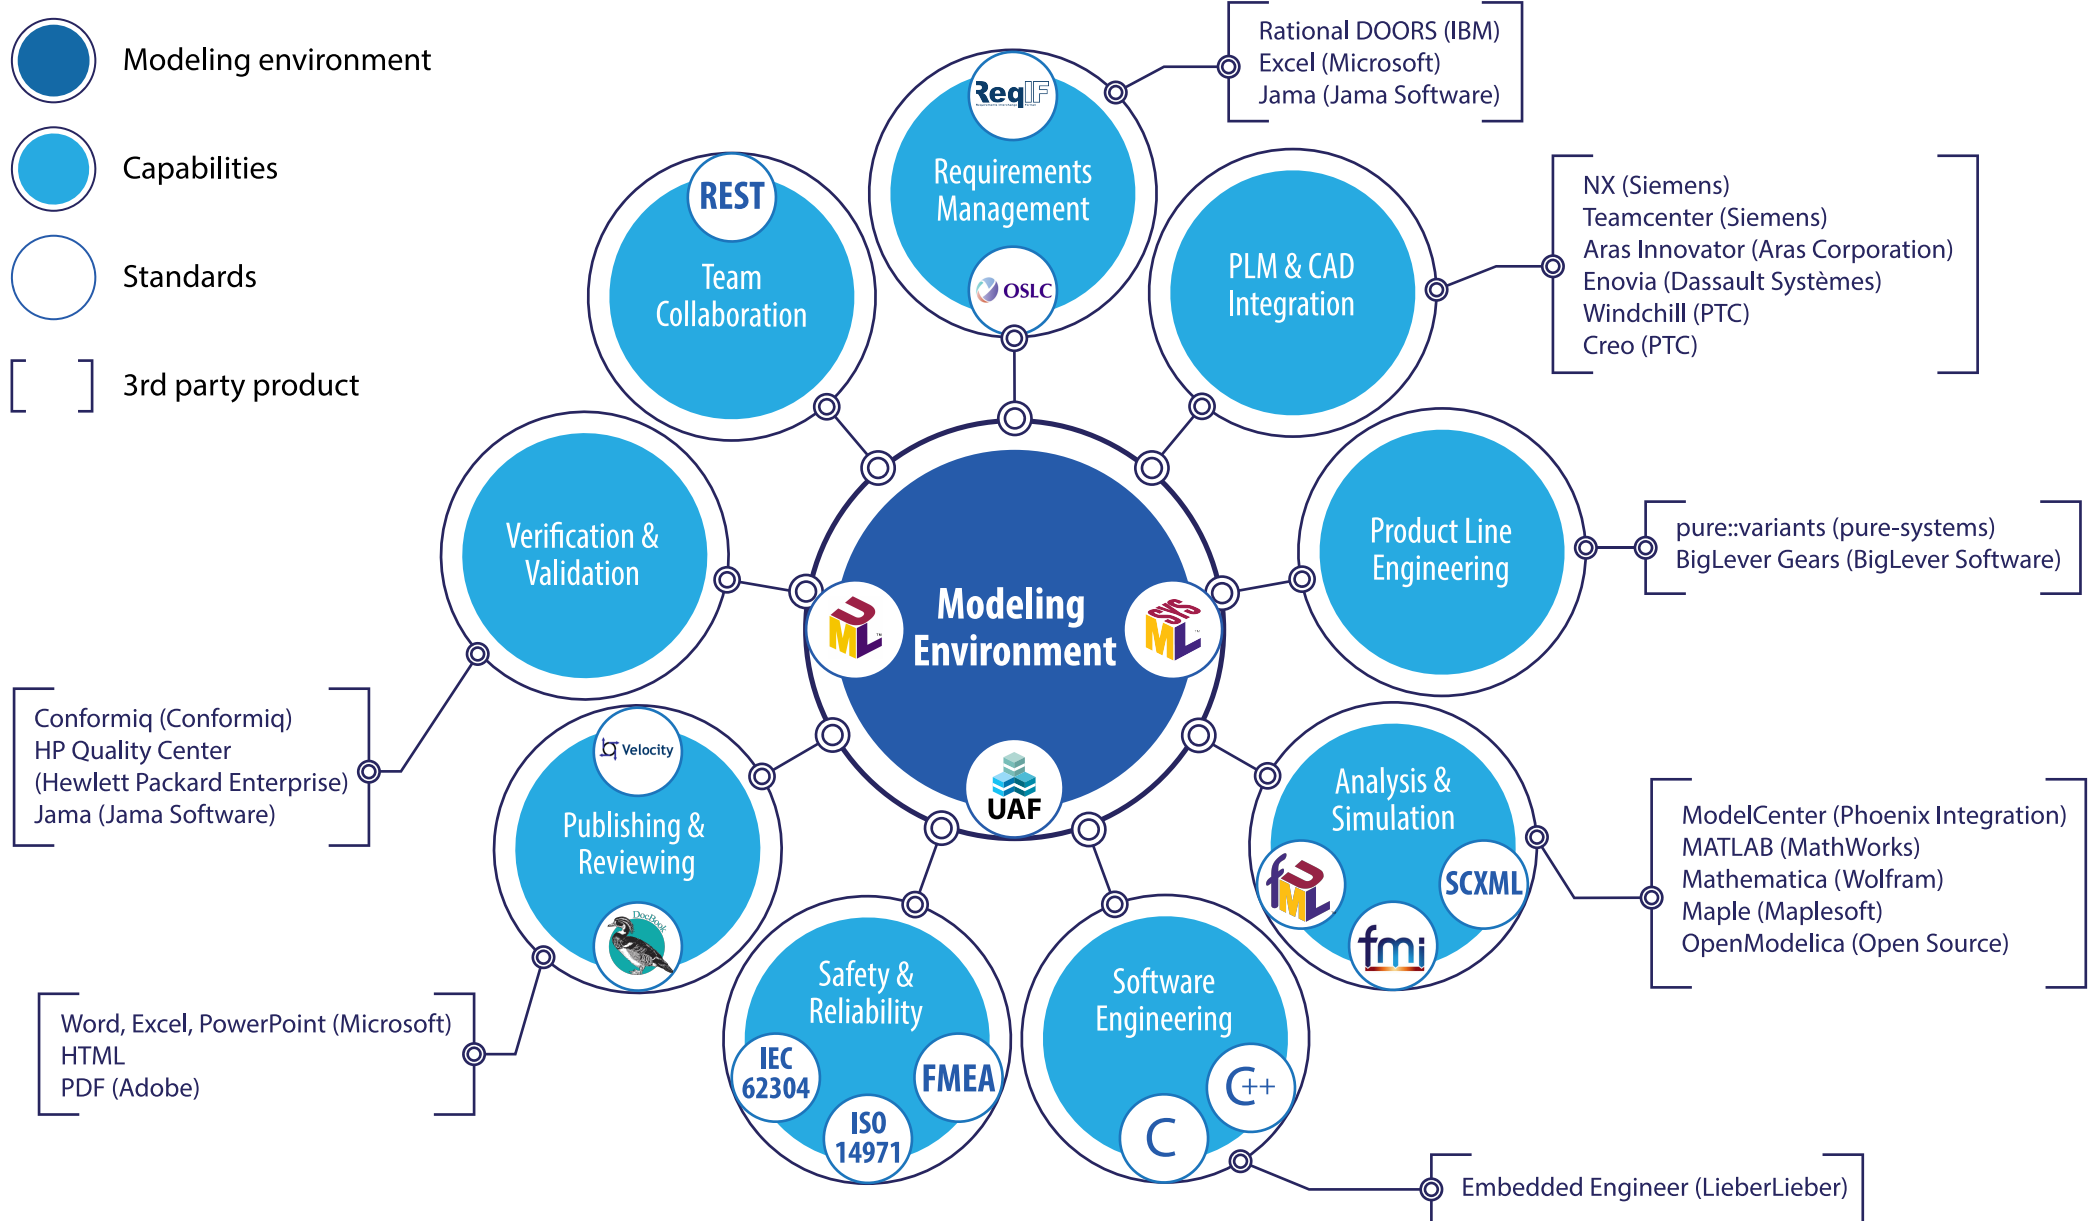 Modeling environment
Capabilities
Standards
3rd party product
ReqIF
Requirements
Management
OSLC
Rational DOORS (IBM)
Excel (Microsoft)
Jama (Jama Software)
REST
Team
Collaboration
PLM & CAD
Integration
NX (Siemens)
Teamcenter (Siemens)
Aras Innovator (Aras Corporation)
Enovia (Dassault Systèmes)
Windchill (PTC)
Creo (PTC)
Verification &
Validation
Product Line
Engineering
pure::variants (pure-systems)
BigLever Gears (BigLever Software)
UML™
Modeling
Environment
SYSML™
UAF
Conformiq (Conformiq)
HP Quality Center
(Hewlett Packard Enterprise)
Jama (Jama Software)
Velocity
Publishing &
Reviewing
DocBook
Analysis &
Simulation
fUML
SCXML
fmi
ModelCenter (Phoenix Integration)
MATLAB (MathWorks)
Mathematica (Wolfram)
Maple (Maplesoft)
OpenModelica (Open Source)
Word, Excel, PowerPoint (Microsoft)
HTML
PDF (Adobe)
Safety &
Reliability
IEC
62304
FMEA
ISO
14971
Software
Engineering
C++
C
Embedded Engineer (LieberLieber)